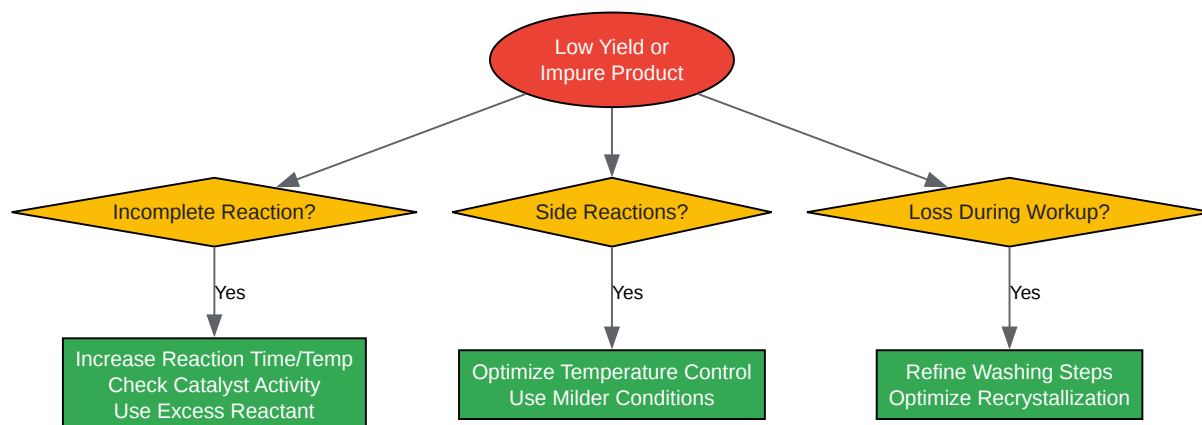 Low Yield or
Impure Product
Incomplete Reaction?
Side Reactions?
Loss During Workup?
Yes
Yes
Yes
Increase Reaction Time/Temp
Check Catalyst Activity
Use Excess Reactant
Optimize Temperature Control
Use Milder Conditions
Refine Washing Steps
Optimize Recrystallization